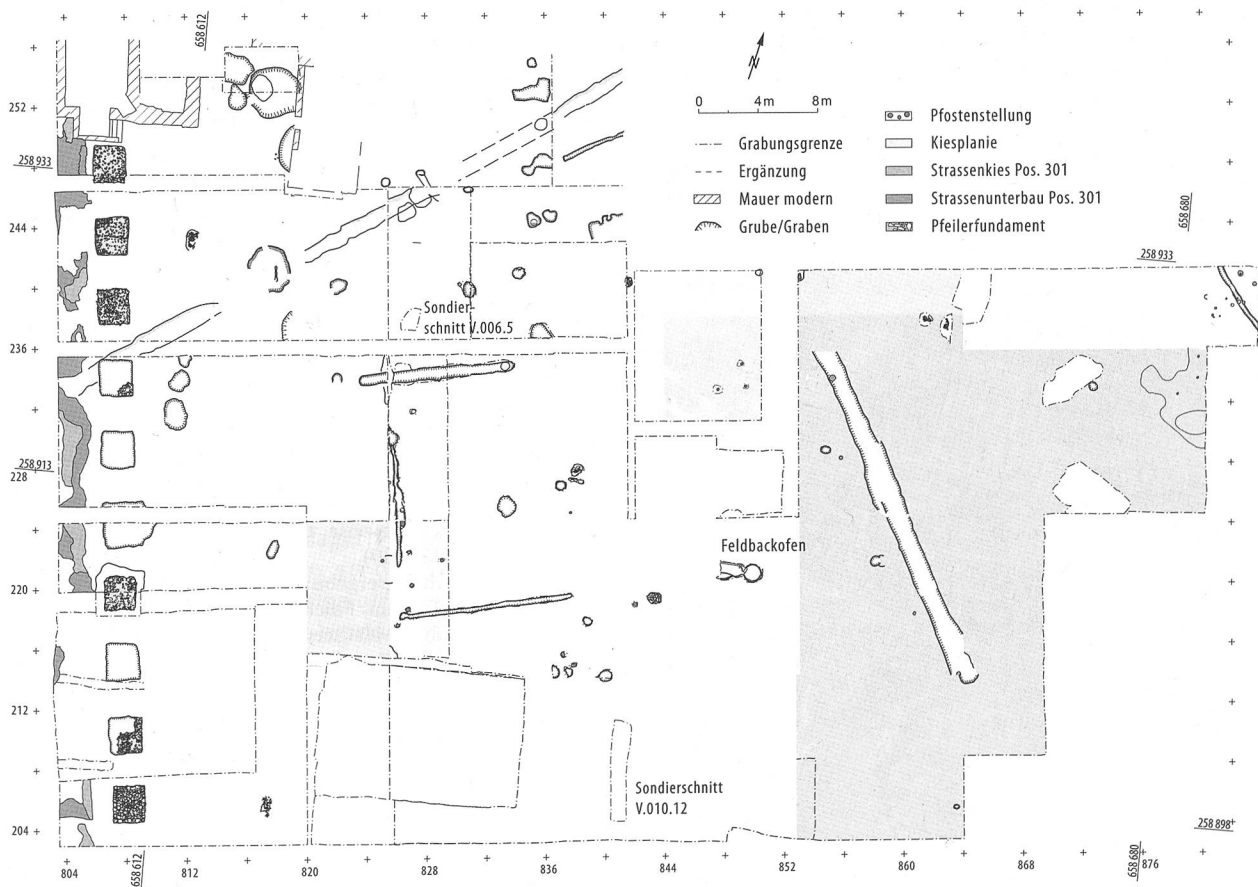 658 612
N
0 4m 8m
Grabungsgrenze
Ergänzung
Mauer modern
Grube/Graben
Pfostenstellung
Kiesplanie
Strassenkies Pos. 301
Strassenunterbau Pos. 301
Pfeilerfundament
252
258 933
244
236
258 913
228
220
212
204
658 680
258 933
Sondier-
schnitt V.006.5
Feldbackofen
Sondierschnitt
V.010.12
258 898
804 812 820 828 836 844 852 860 868 876
658 612
658 680